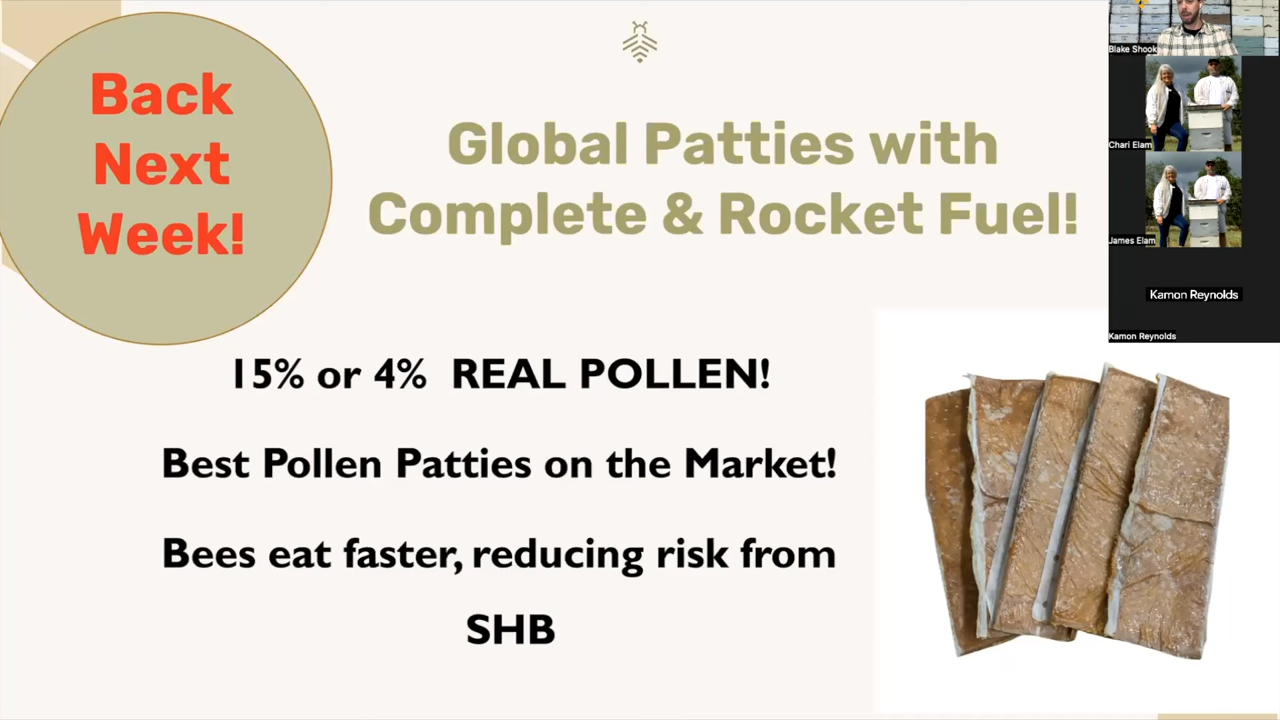 Back
Next
Week!
Global Patties with
Complete & Rocket Fuel!
15% or 4% REAL POLLEN!
Best Pollen Patties on the Market!
Bees eat faster, reducing risk from
SHB
Blake Shook
Chari Elam
James Elam
Kamon Reynolds
Kamon Reynolds